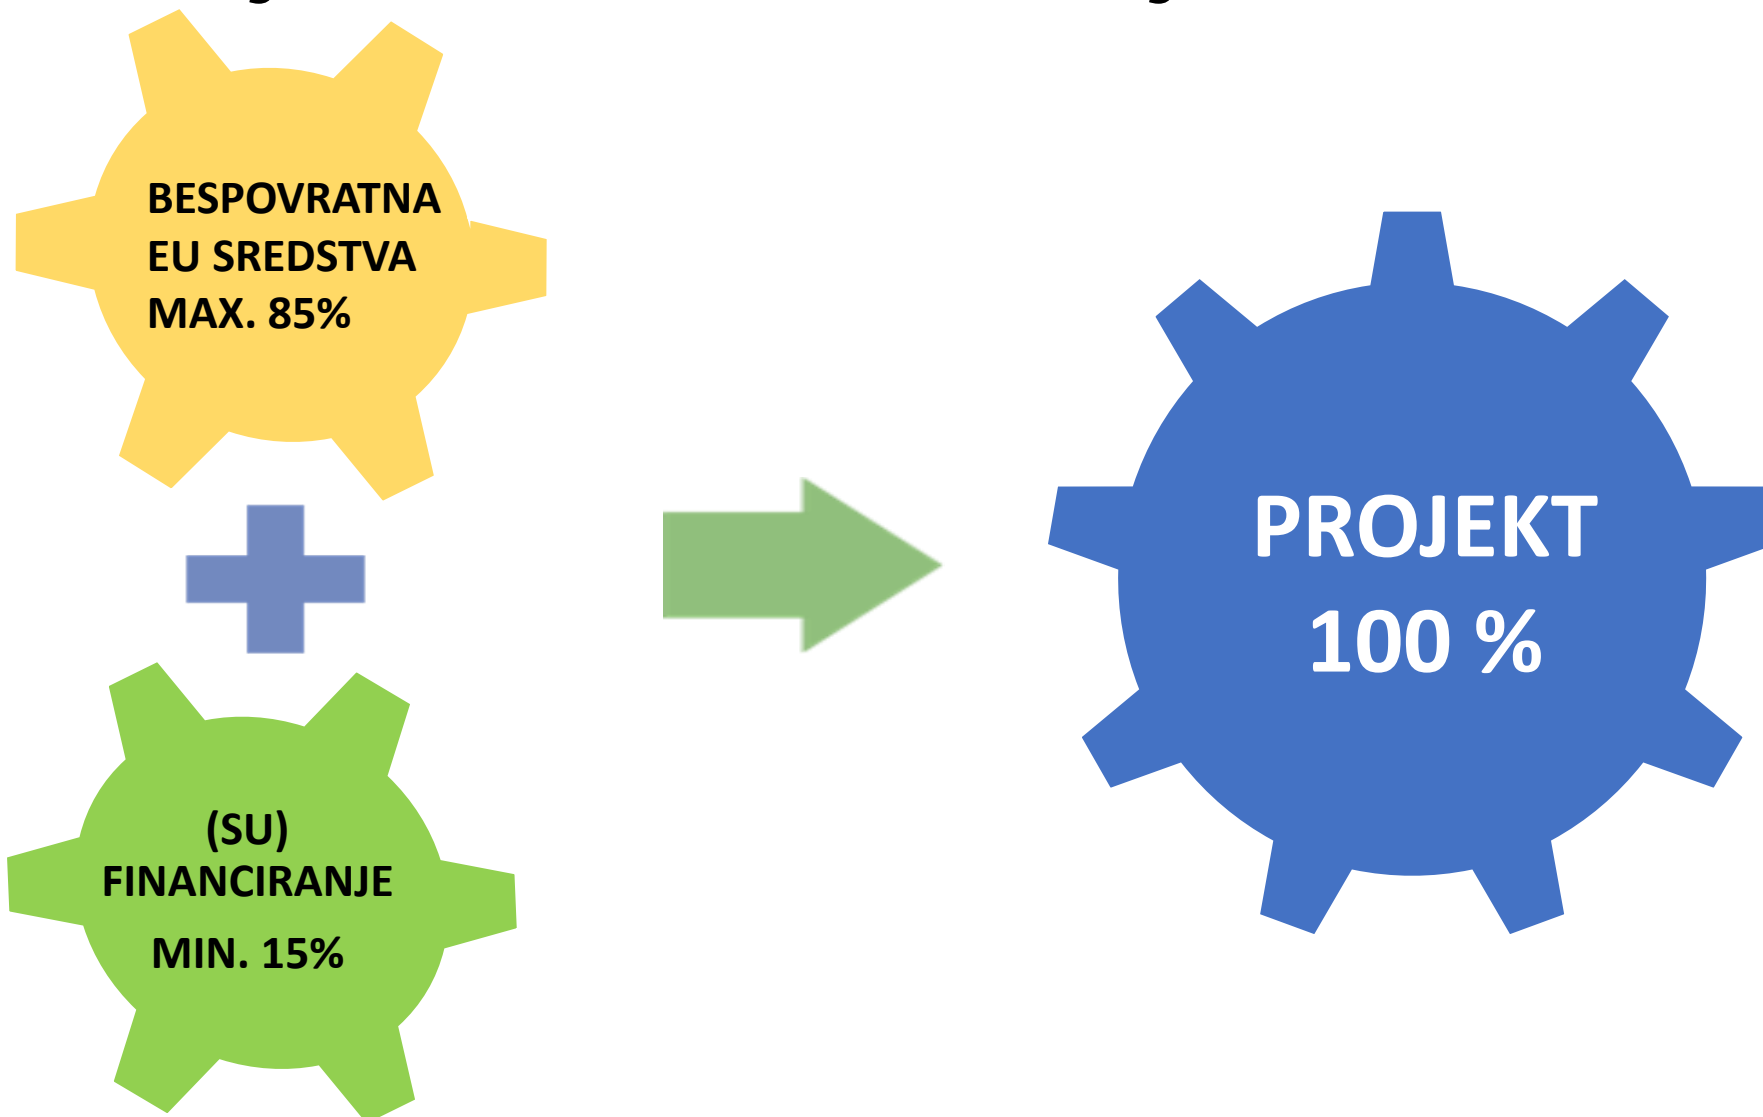 BESPOVRATNA
EU SREDSTVA
MAX. 85%
(SU)
FINANCIRANJE
MIN. 15%
PROJEKT
100 %